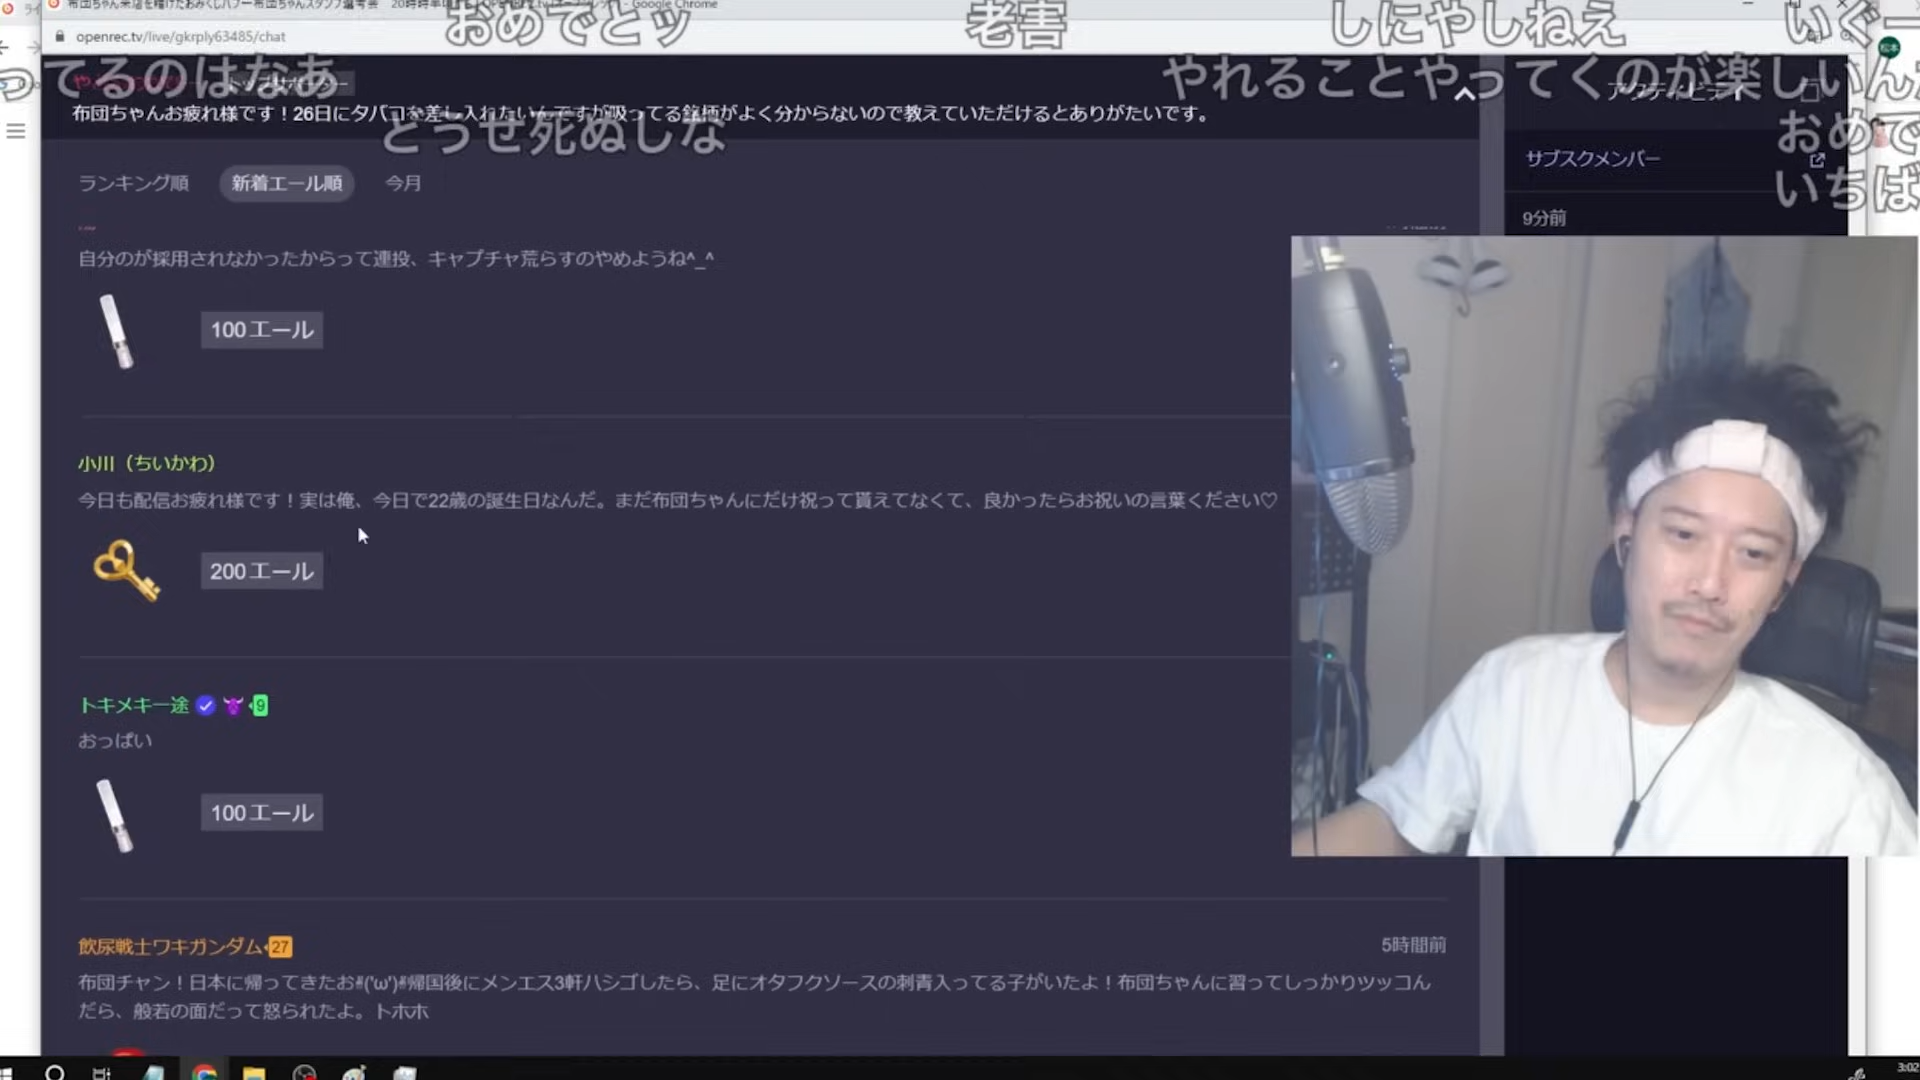 おめでとッ
老害
しにやしねえ
いぐー
openrec.tv/live/gkrply63485/chat
ってるのはなあ
トップサポーター
やれることやってくのが楽しいん
アクティビティ
布団ちゃんお疲れ様です！26日にタバコを差し入れたいんですが吸ってる銘柄がよく分からないので教えていただけるとありがたいです。
どうせ死ぬしな
おめで
サブスクメンバー
いちば
ランキング順
新着エール順
今月
9分前
自分のが採用されなかったからって連投、キャプチャ荒らすのやめようね^_^
100エール
小川（ちいかわ）
今日も配信お疲れ様です！実は俺、今日で22歳の誕生日なんだ。まだ布団ちゃんにだけ祝って貰えてなくて、良かったらお祝いの言葉ください♡
200エール
トキメキ一途 9
おっぱい
100エール
飲尿戦士ワキガンダム 27
5時間前
布団チャン！日本に帰ってきたお✌('ω')✌帰国後にメンエス3軒ハシゴしたら、足にオタフクソースの刺青入ってる子がいたよ！布団ちゃんに習ってしっかりツッコん
だら、般若の面だって怒られたよ。トホホ
3:02